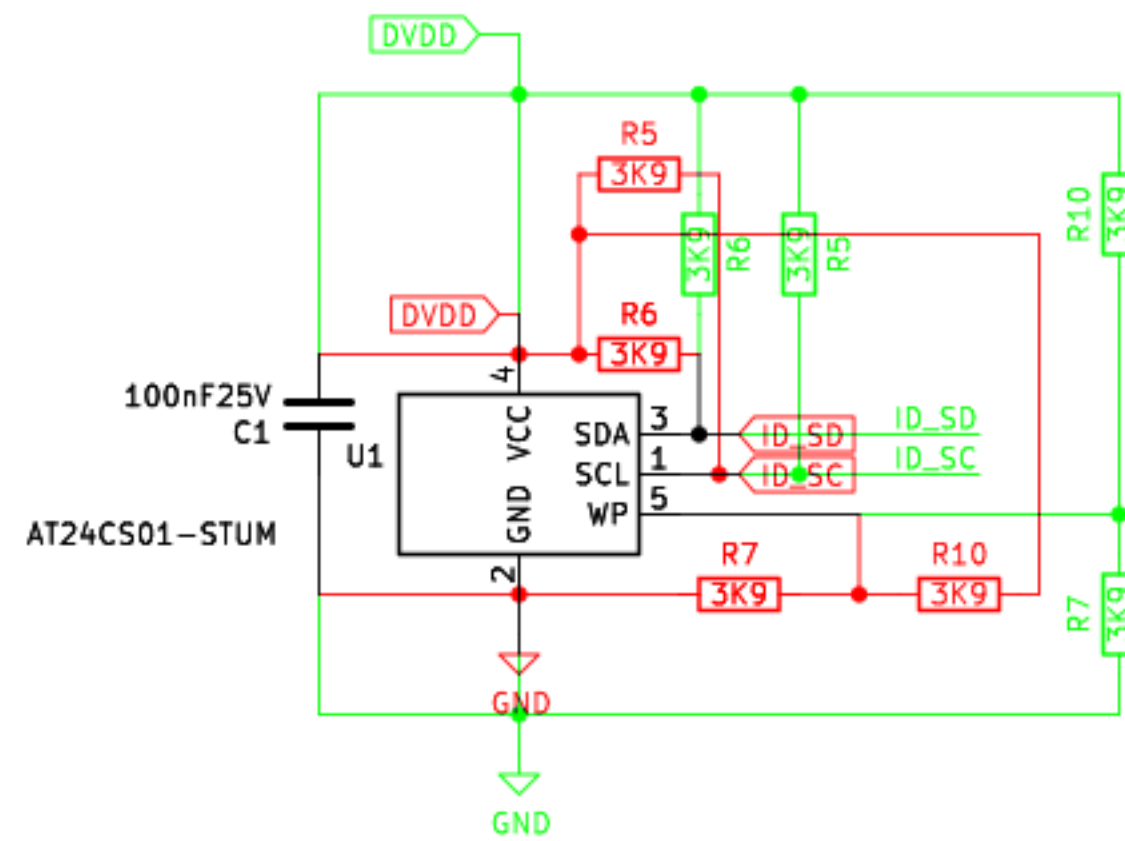 DVDD
R5
3K9
R10
3K9
3K9
R6
3K9
R5
DVDD
R6
3K9
4
100nF25V
C1
U1
VCC
GND
SDA
3
ID_SD
ID_SD
SCL
1
ID_SC
ID_SC
WP
5
AT24CS01-STUM
2
R7
3K9
R10
3K9
R7
3K9
GND
GND